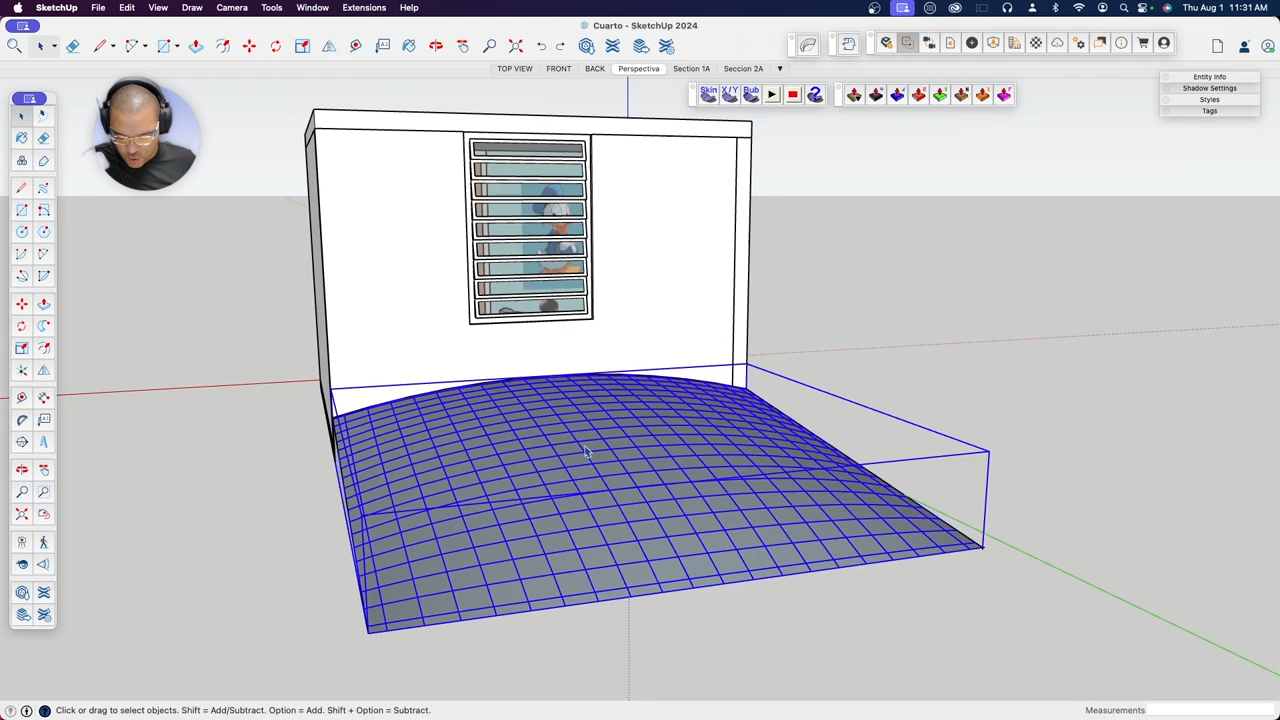 SketchUp File Edit View Draw Camera Tools Window Extensions Help Thu Aug 1 11:31 AM
Cuarto - SketchUp 2024
TOP VIEW FRONT BACK Perspectiva Section 1A Seccion 2A
Skin X/Y Bub
Entity Info
Shadow Settings
Styles
Tags
Click or drag to select objects. Shift = Add/Subtract. Option = Add. Shift + Option = Subtract. Measurements